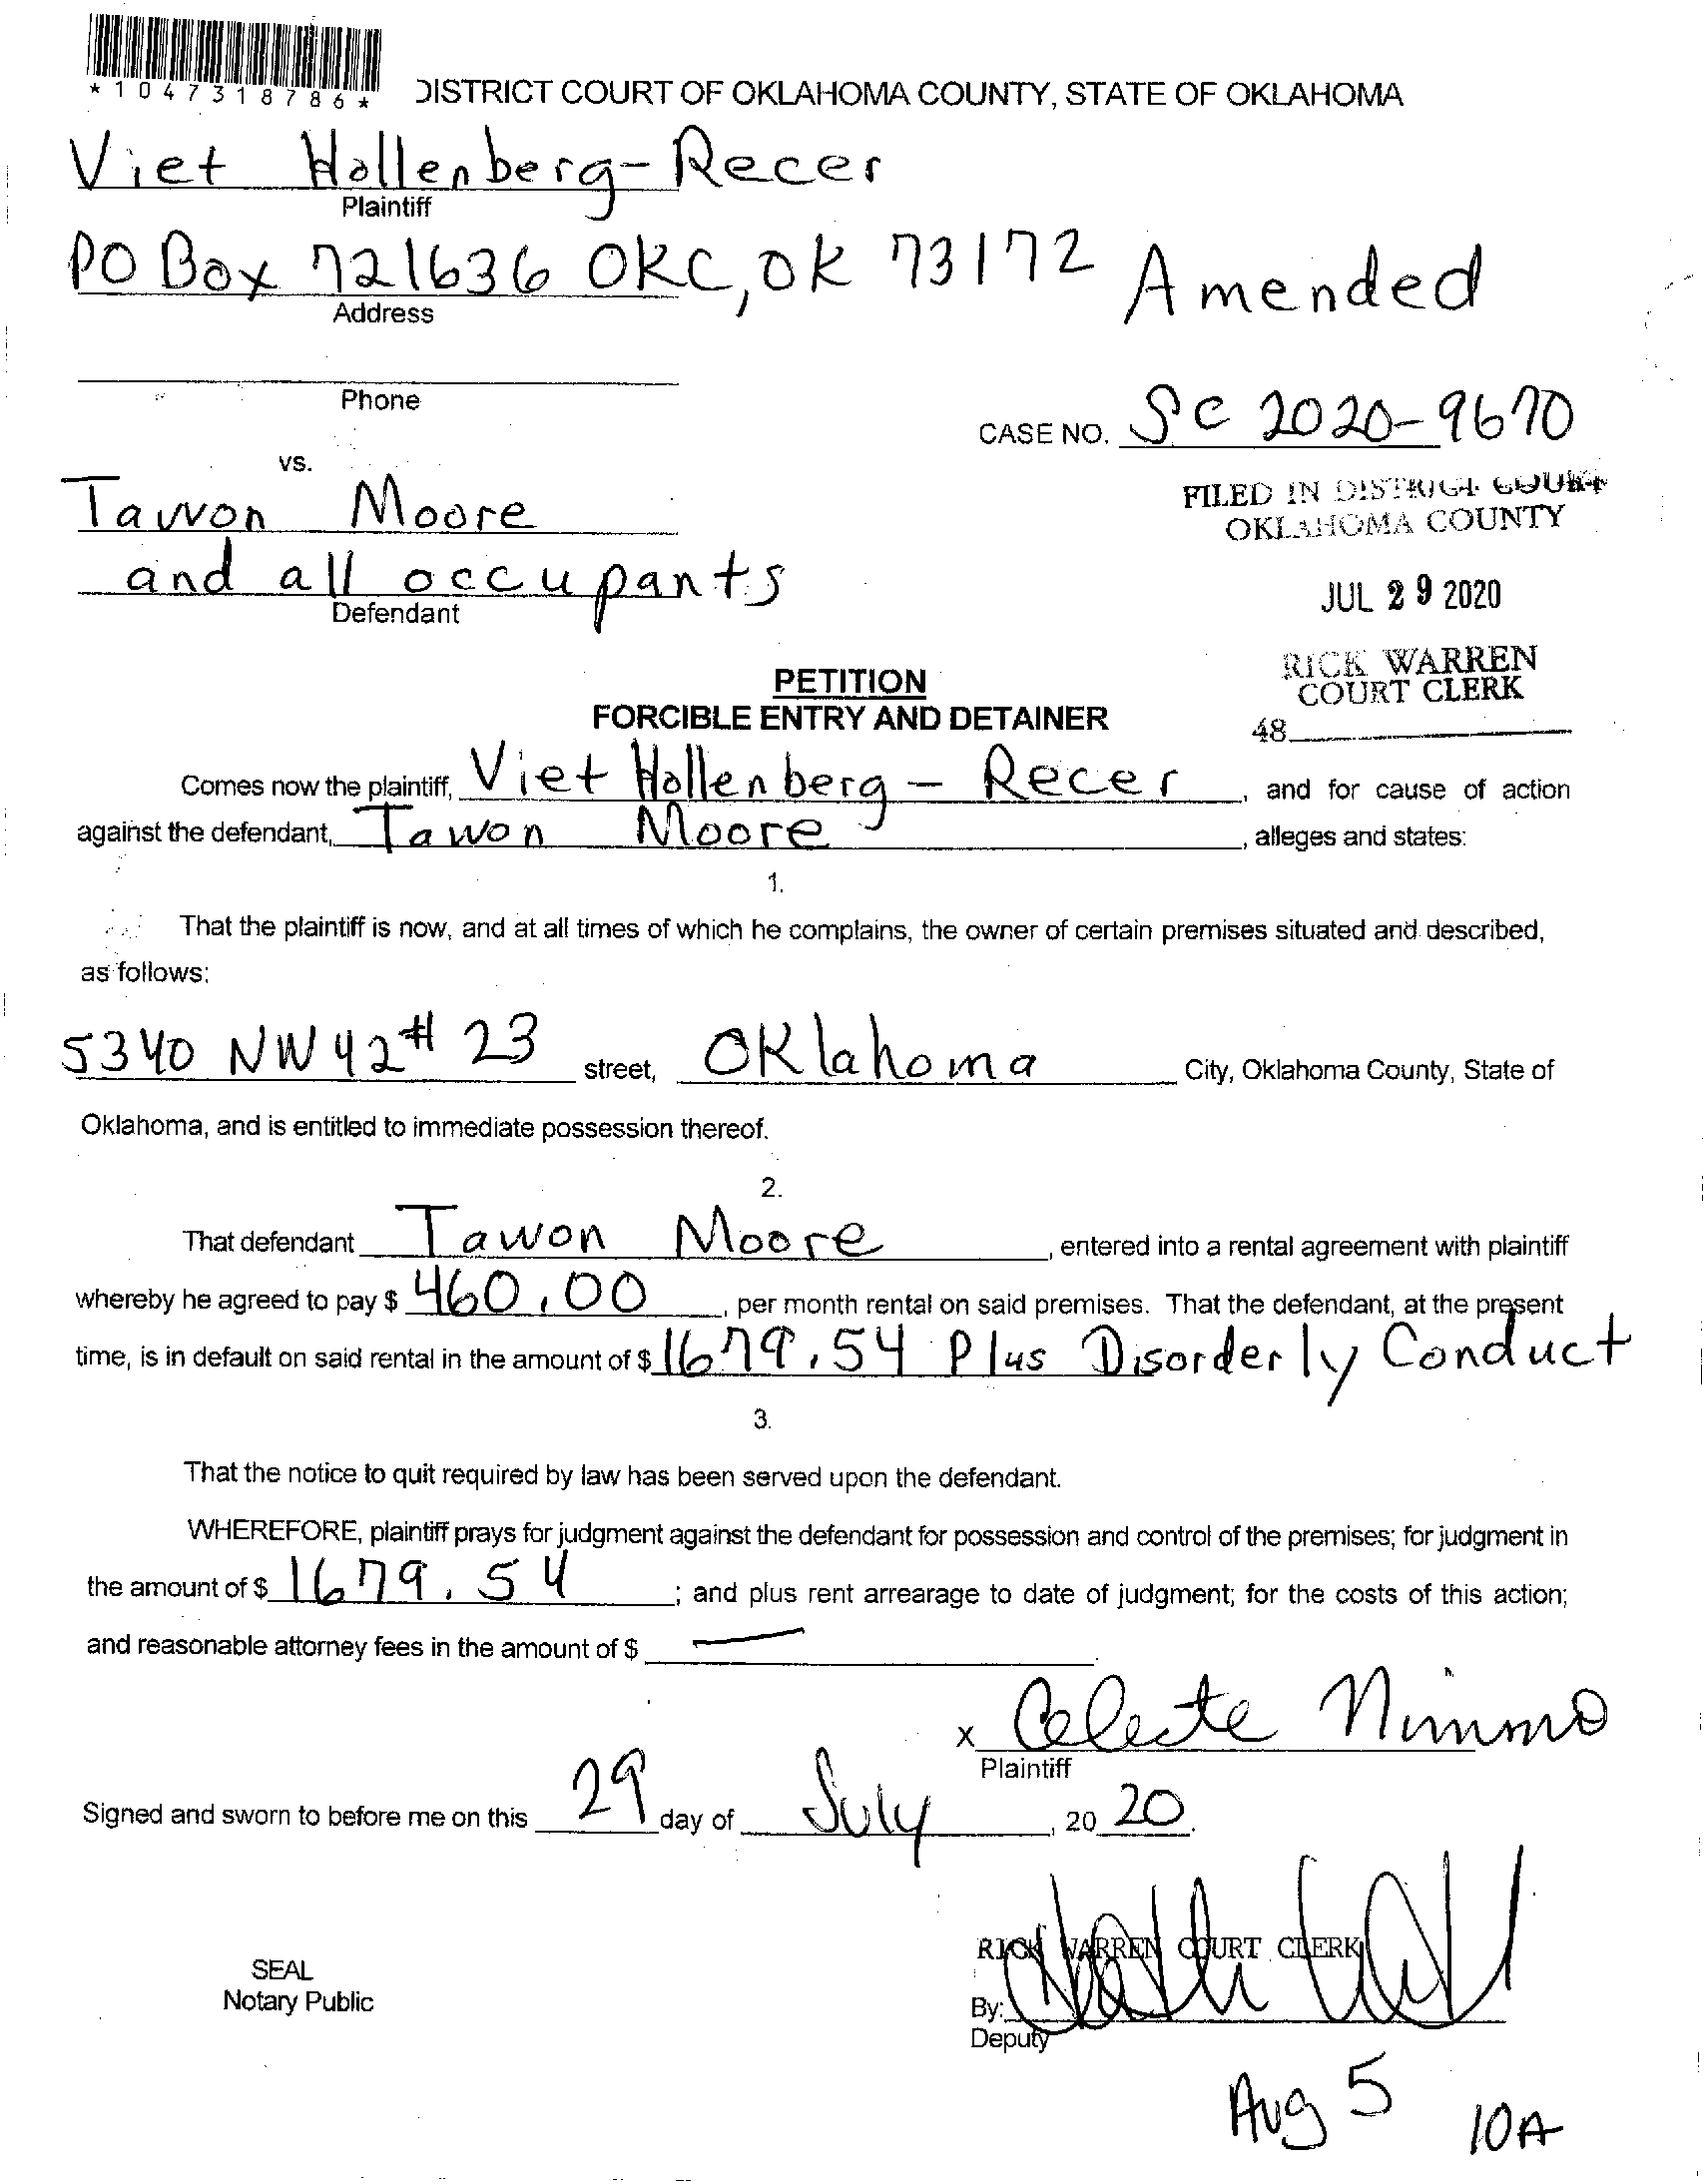 *1047318786*
DISTRICT COURT OF OKLAHOMA COUNTY, STATE OF OKLAHOMA
Viet Hollenberg-Recer
Plaintiff
PO Box 721636 OKC, OK 73172
Amended
Address
Phone
CASE NO. SC 2020-9670
vs.
Tawon Moore
and all occupants
Defendant
FILED IN DISTRICT COURT
OKLAHOMA COUNTY
JUL 29 2020
RICK WARREN
COURT CLERK
48
PETITION
FORCIBLE ENTRY AND DETAINER
Comes now the plaintiff, Viet Hollenberg - Recer, and for cause of action
against the defendant, Tawon Moore, alleges and states:
1.
That the plaintiff is now, and at all times of which he complains, the owner of certain premises situated and described,
as follows:
5340 NW 42 # 23 street, Oklahoma City, Oklahoma County, State of
Oklahoma, and is entitled to immediate possession thereof.
2.
That defendant Tawon Moore, entered into a rental agreement with plaintiff
whereby he agreed to pay $ 460.00, per month rental on said premises. That the defendant, at the present
time, is in default on said rental in the amount of $ 1679.54 Plus Disorderly Conduct
3.
That the notice to quit required by law has been served upon the defendant.
WHEREFORE, plaintiff prays for judgment against the defendant for possession and control of the premises; for judgment in
the amount of $ 1679.54; and plus rent arrearage to date of judgment; for the costs of this action;
and reasonable attorney fees in the amount of $ —.
x Celeste Nimmo
Plaintiff
Signed and sworn to before me on this 29 day of July, 20 20.
RICK WARREN COURT CLERK
SEAL
Notary Public
By:
Deputy
Aug 5 10A